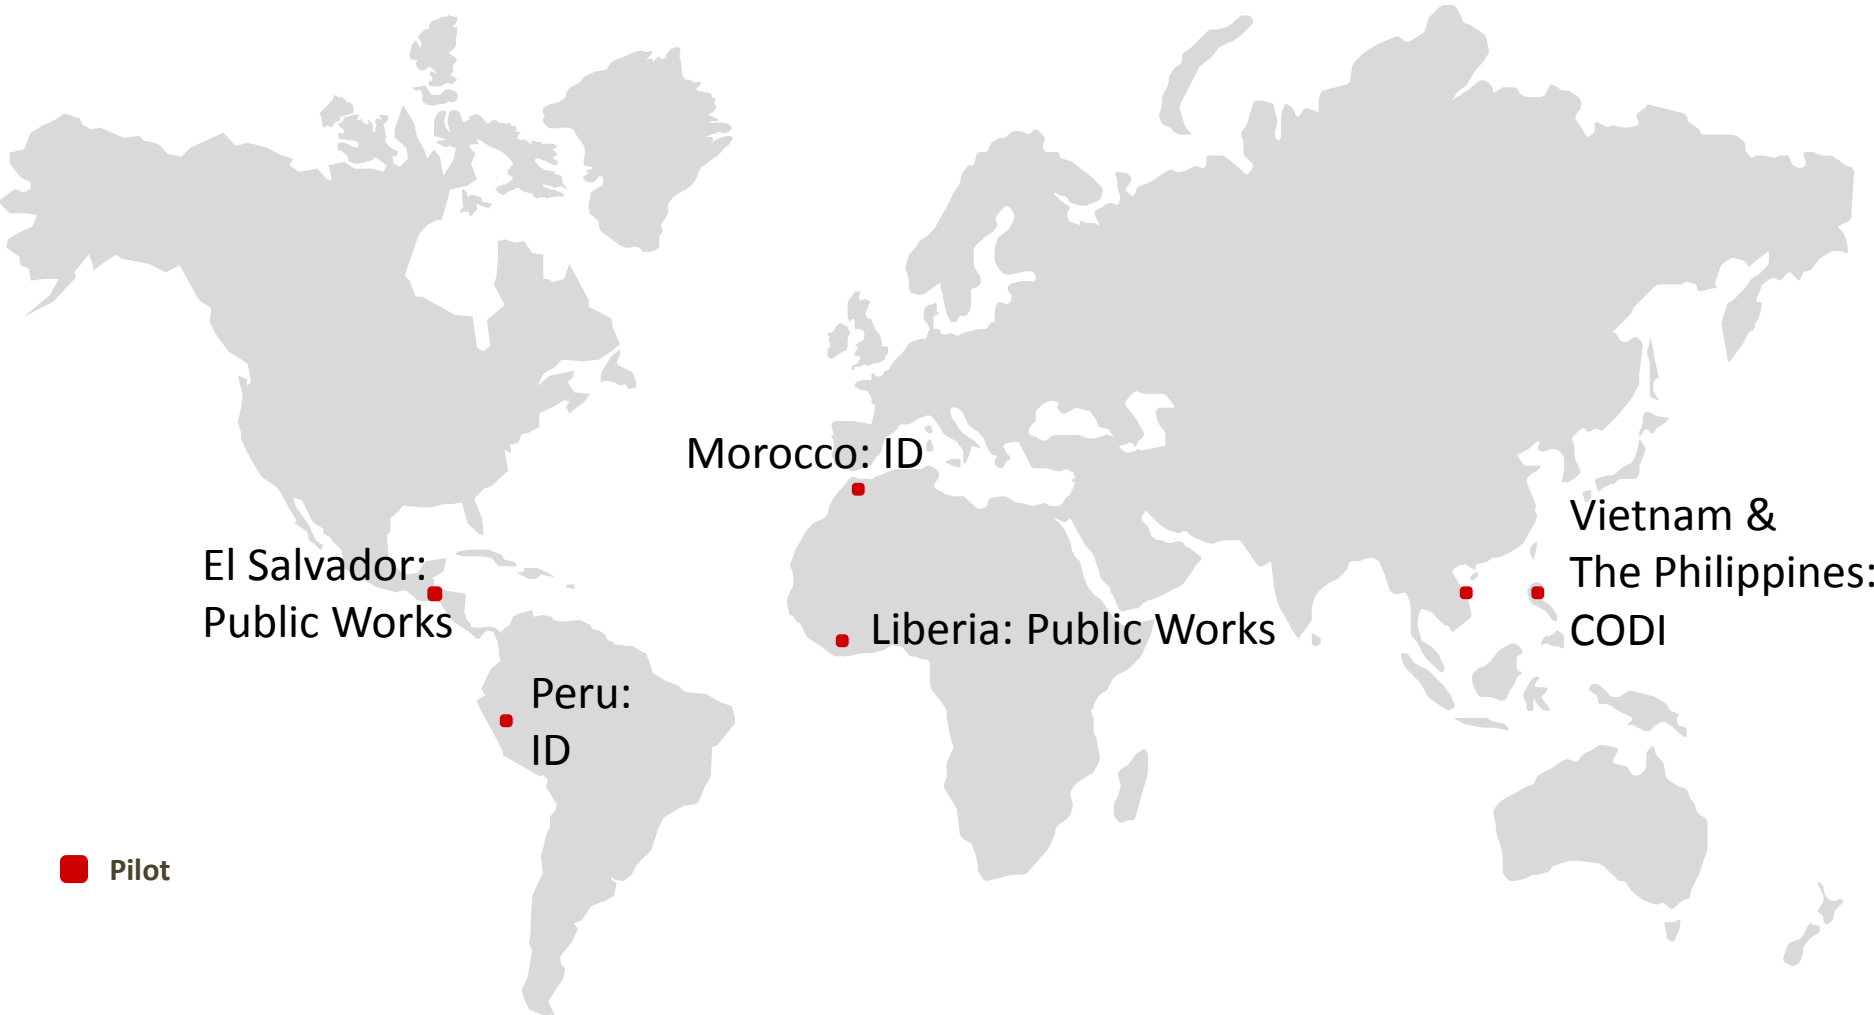 Morocco: ID
El Salvador:
Public Works
Vietnam &
The Philippines:
CODI
Liberia: Public Works
Peru:
ID
Pilot